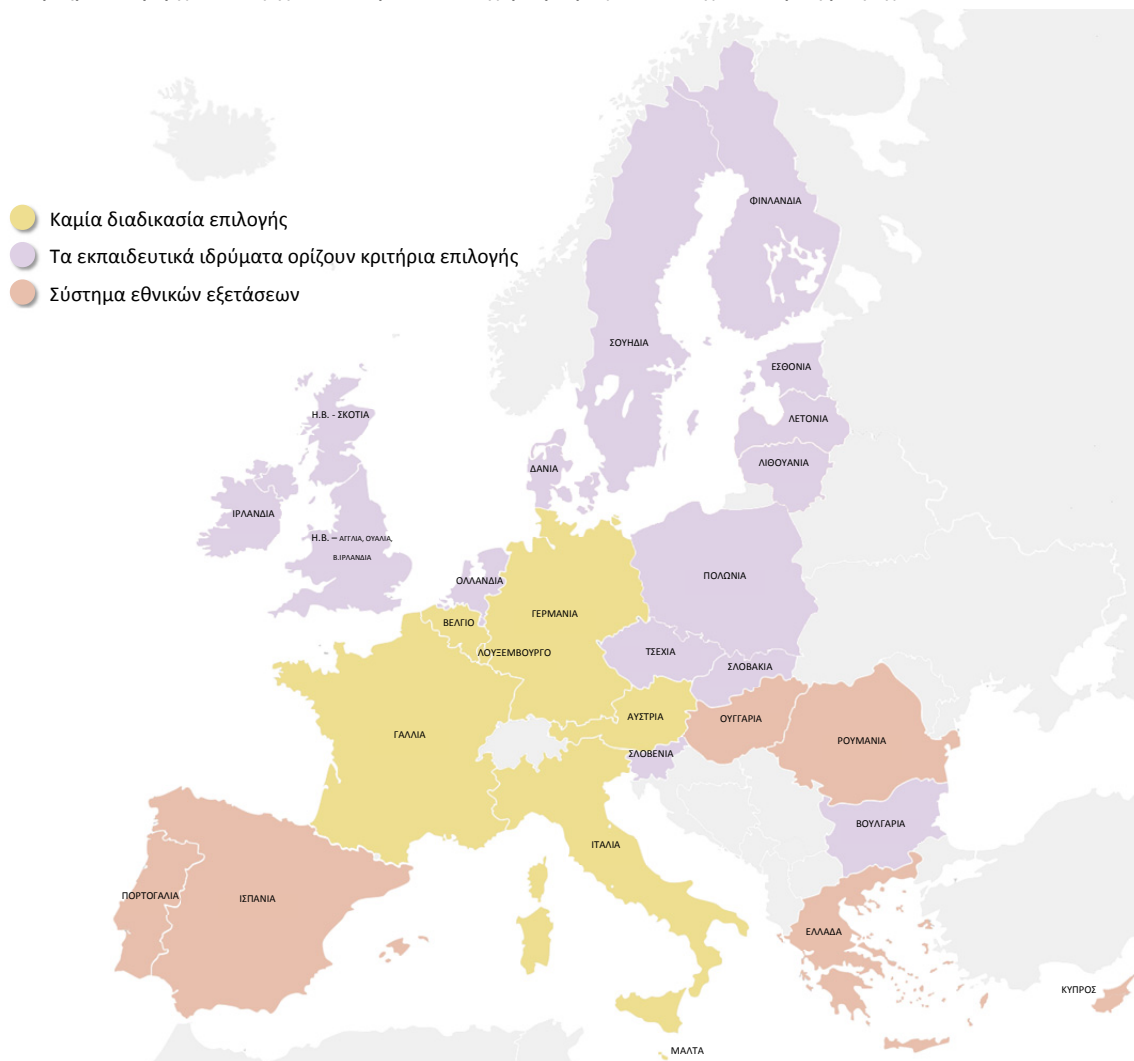 Καμία διαδικασία επιλογής
Τα εκπαιδευτικά ιδρύματα ορίζουν κριτήρια επιλογής
Σύστημα εθνικών εξετάσεων
ΦΙΝΛΑΝΔΙΑ
ΣΟΥΗΔΙΑ
ΕΣΘΟΝΙΑ
Η.Β. - ΣΚΟΤΙΑ
ΛΕΤΟΝΙΑ
ΛΙΘΟΥΑΝΙΑ
ΔΑΝΙΑ
ΙΡΛΑΝΔΙΑ
Η.Β. – ΑΓΓΛΙΑ, ΟΥΑΛΙΑ,
Β.ΙΡΛΑΝΔΙΑ
ΟΛΛΑΝΔΙΑ
ΠΟΛΩΝΙΑ
ΓΕΡΜΑΝΙΑ
ΒΕΛΓΙΟ
ΛΟΥΞΕΜΒΟΥΡΓΟ
ΤΣΕΧΙΑ
ΣΛΟΒΑΚΙΑ
ΑΥΣΤΡΙΑ
ΟΥΓΓΑΡΙΑ
ΓΑΛΛΙΑ
ΡΟΥΜΑΝΙΑ
ΣΛΟΒΕΝΙΑ
ΒΟΥΛΓΑΡΙΑ
ΙΤΑΛΙΑ
ΠΟΡΤΟΓΑΛΙΑ
ΙΣΠΑΝΙΑ
ΕΛΛΑΔΑ
ΚΥΠΡΟΣ
ΜΑΛΤΑ